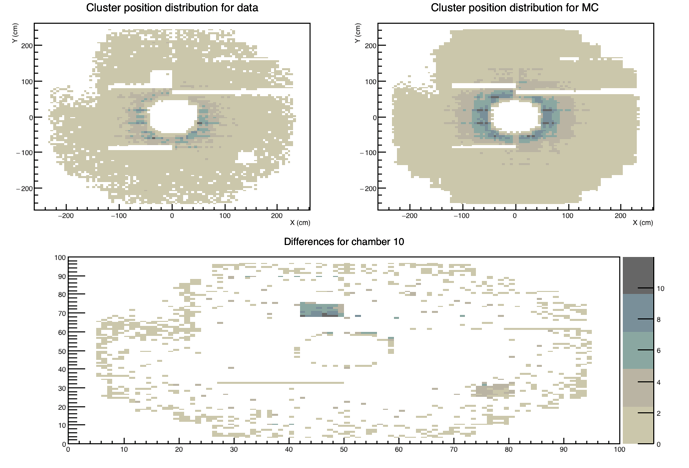 Cluster position distribution for data
Cluster position distribution for MC
Y (cm)
200
100
0
−100
−200
−200 −100 0 100 200
X (cm)
Y (cm)
200
100
0
−100
−200
−200 −100 0 100 200
X (cm)
Differences for chamber 10
100
90
80
70
60
50
40
30
20
10
0
0 10 20 30 40 50 60 70 80 90 100
10
8
6
4
2
0